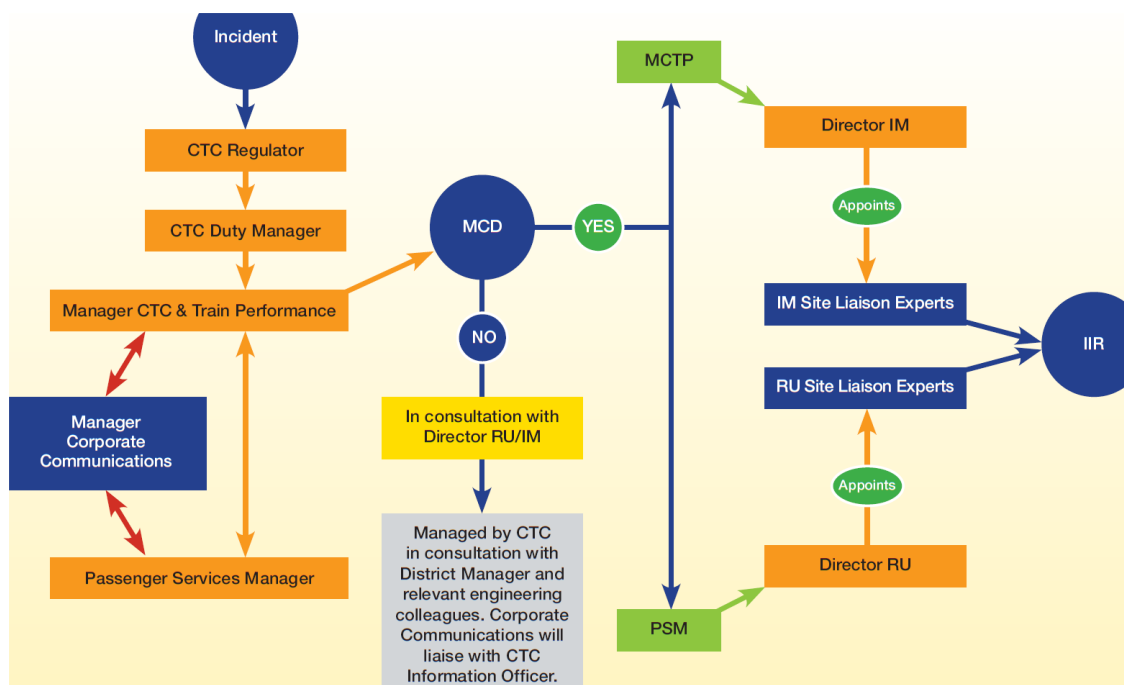 Incident
CTC Regulator
CTC Duty Manager
Manager CTC & Train Performance
Manager
Corporate
Communications
Passenger Services Manager
MCD
YES
NO
In consultation with
Director RU/IM
Managed by CTC
in consultation with
District Manager and
relevant engineering
colleagues. Corporate
Communications will
liaise with CTC
Information Officer.
MCTP
Director IM
Appoints
IM Site Liaison Experts
IIR
RU Site Liaison Experts
Appoints
Director RU
PSM